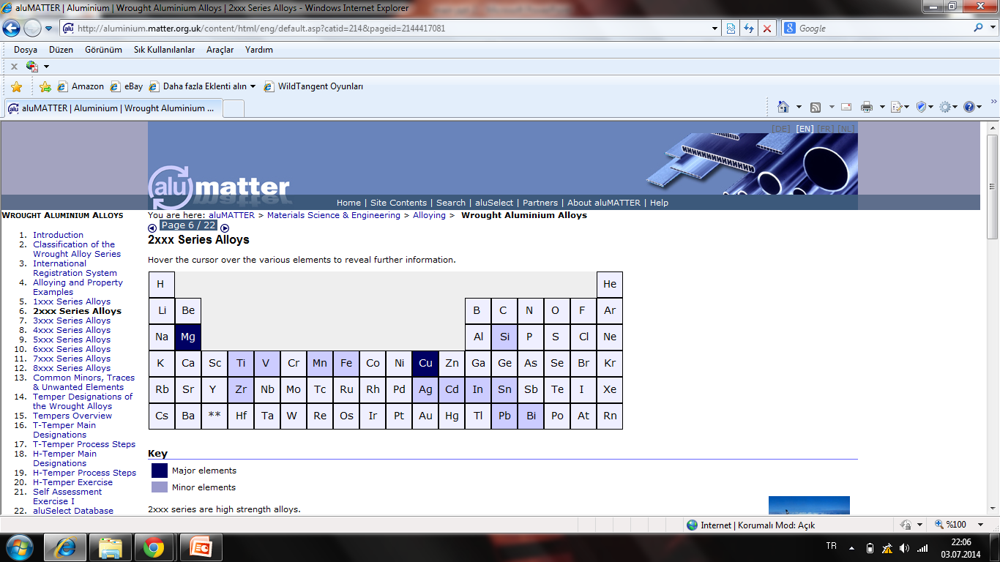 aluMATTER | Aluminium | Wrought Aluminium Alloys | 2xxx Series Alloys - Windows Internet Explorer
http://aluminium.matter.org.uk/content/html/eng/default.asp?catid=214&pageid=2144417081
Google
Dosya Düzen Görünüm Sık Kullanılanlar Araçlar Yardım
Amazon eBay Daha fazla Eklenti alın WildTangent Oyunları
aluMATTER | Aluminium | Wrought Aluminium ...
[DE] [EN] [FR] [NL]
alumatter
Home | Site Contents | Search | aluSelect | Partners | About aluMATTER | Help
WROUGHT ALUMINIUM ALLOYS
1. Introduction
2. Classification of the
Wrought Alloy Series
3. International
Registration System
4. Alloying and Property
Examples
5. 1xxx Series Alloys
6. 2xxx Series Alloys
7. 3xxx Series Alloys
8. 4xxx Series Alloys
9. 5xxx Series Alloys
10. 6xxx Series Alloys
11. 7xxx Series Alloys
12. 8xxx Series Alloys
13. Common Minors, Traces
& Unwanted Elements
14. Temper Designations of
the Wrought Alloys
15. Tempers Overview
16. T-Temper Main
Designations
17. T-Temper Process Steps
18. H-Temper Main
Designations
19. H-Temper Process Steps
20. H-Temper Exercise
21. Self Assessment
Exercise I
22. aluSelect Database
You are here: aluMATTER > Materials Science & Engineering > Alloying > Wrought Aluminium Alloys
Page 6 / 22
2xxx Series Alloys
Hover the cursor over the various elements to reveal further information.
H He
Li Be B C N O F Ar
Na Mg Al Si P S Cl Ne
K Ca Sc Ti V Cr Mn Fe Co Ni Cu Zn Ga Ge As Se Br Kr
Rb Sr Y Zr Nb Mo Tc Ru Rh Pd Ag Cd In Sn Sb Te I Xe
Cs Ba ** Hf Ta W Re Os Ir Pt Au Hg Tl Pb Bi Po At Rn
Key
Major elements
Minor elements
2xxx series are high strength alloys.
Internet | Korumalı Mod: Açık
%100
TR
22:06
03.07.2014